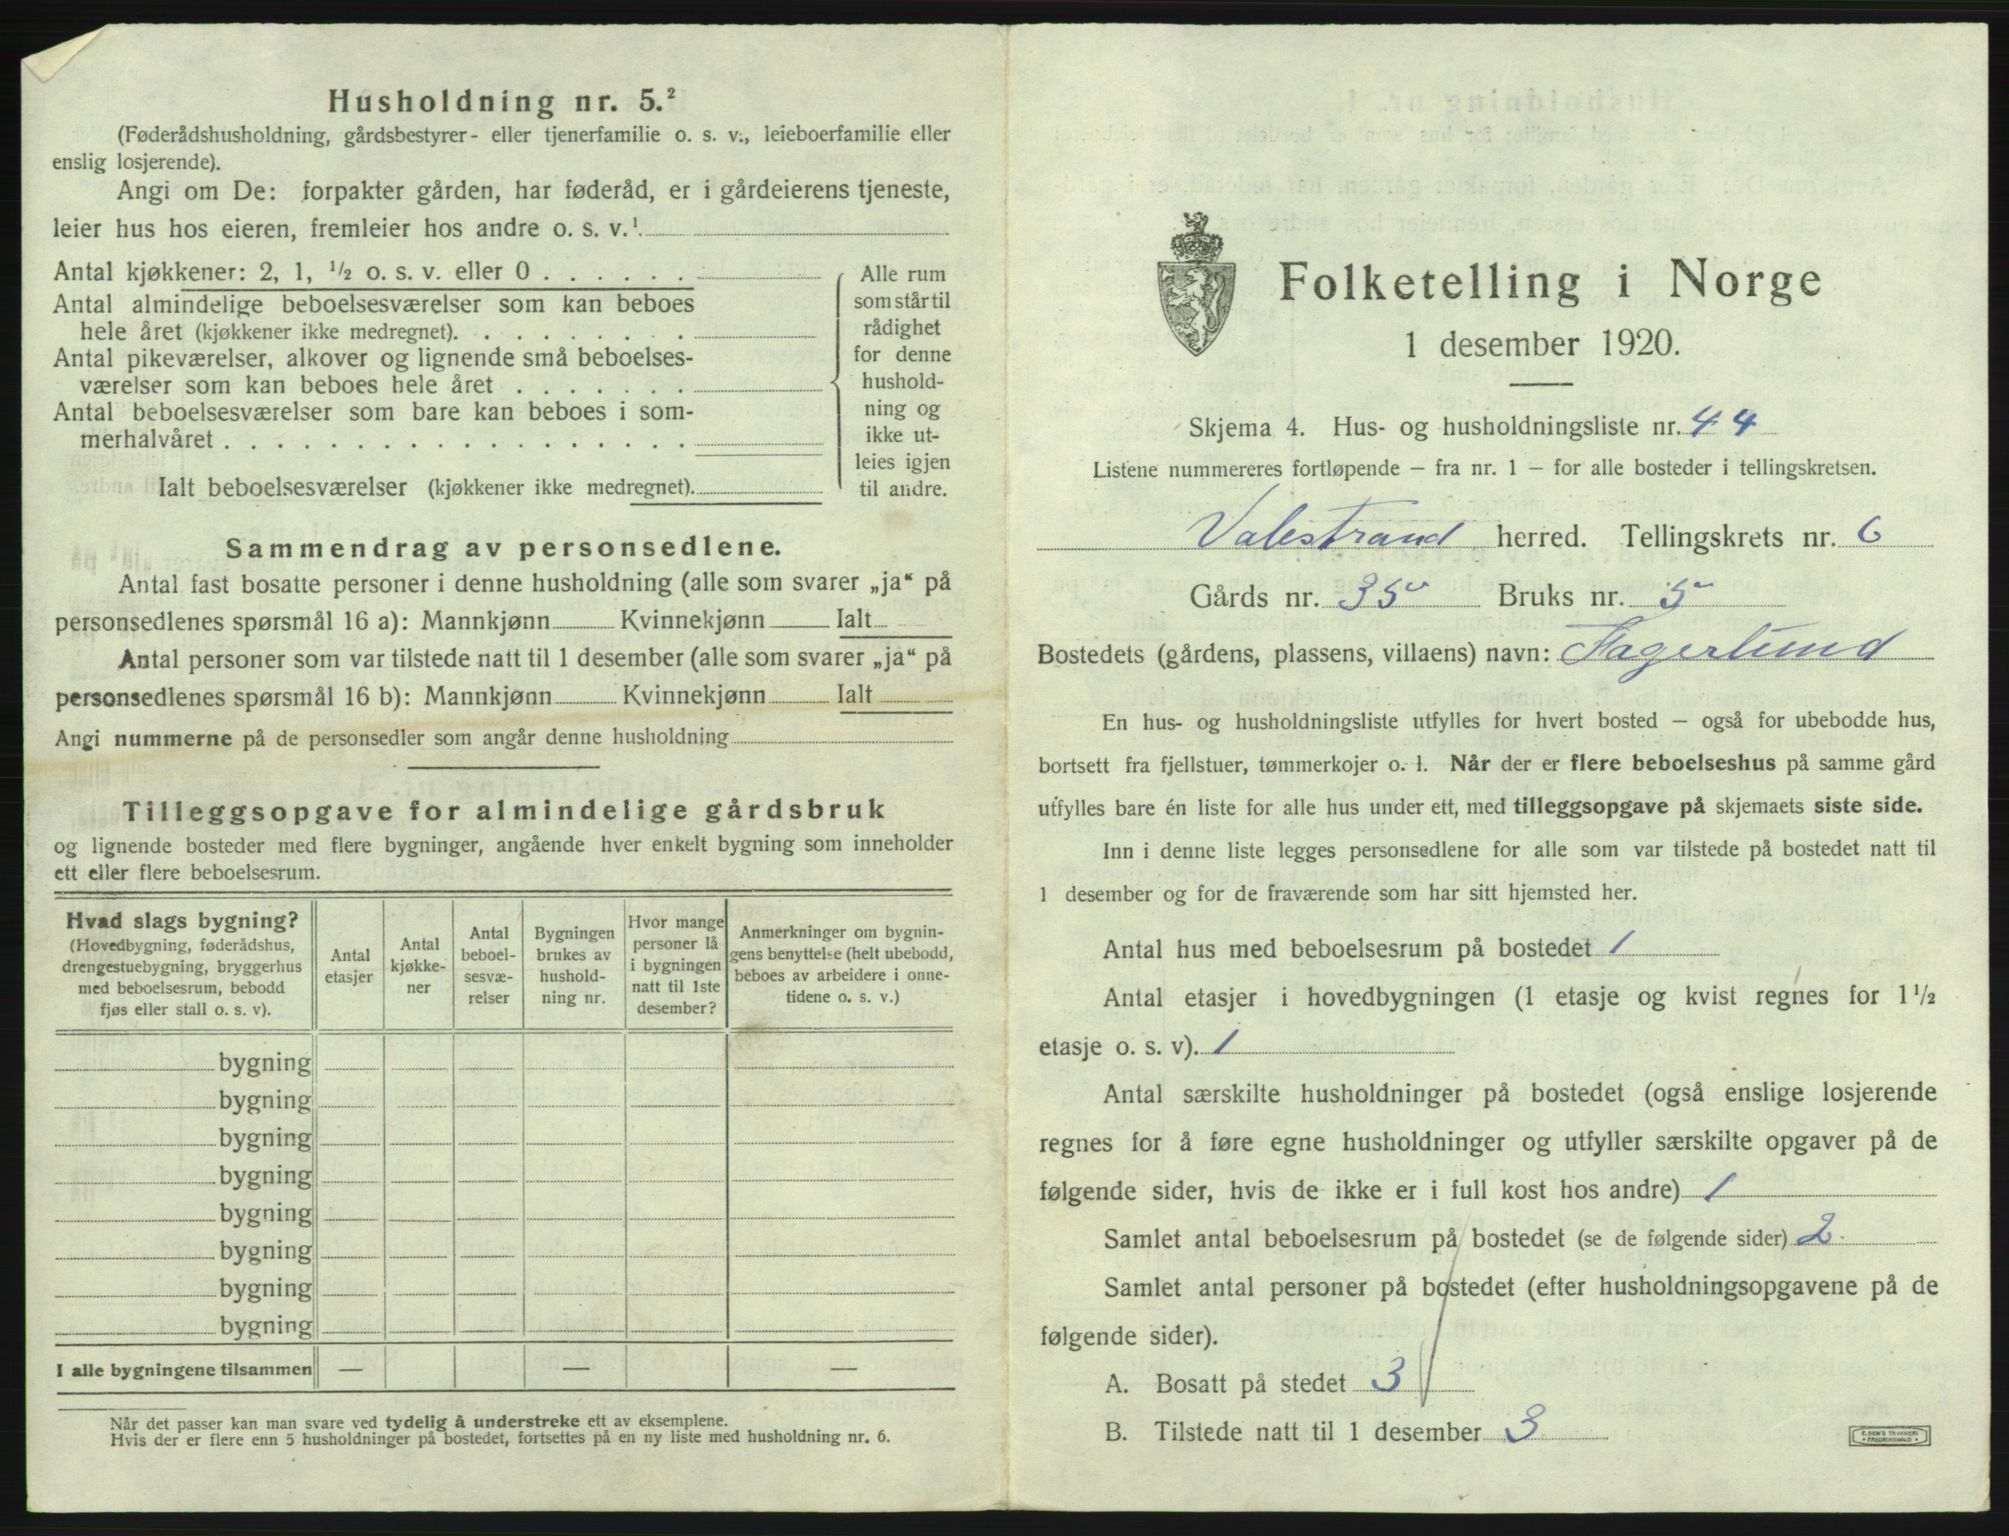 Husholdning nr. 5.²
(Føderådshusholdning, gårdsbestyrer- eller tjenerfamilie o. s. v., leieboerfamilie eller
enslig losjerende).
Angi om De: forpakter gården, har føderåd, er i gårdeierens tjeneste,
leier hus hos eieren, fremleier hos andre o. s. v.¹
Antal kjøkkener: 2, 1, ½ o. s. v. eller 0 . . . . . .
Antal almindelige beboelsesværelser som kan beboes
hele året (kjøkkener ikke medregnet). . . . . . . . .
Antal pikeværelser, alkover og lignende små beboelses-
værelser som kan beboes hele året . . . . . . .
Antal beboelsesværelser som bare kan beboes i som-
merhalvåret . . . . . . . . . . . . . . . . . .
Ialt beboelsesværelser (kjøkkener ikke medregnet).
Alle rum
som står til
rådighet
for denne
hushold-
ning og
ikke ut-
leies igjen
til andre.
Sammendrag av personsedlene.
Antal fast bosatte personer i denne husholdning (alle som svarer „ja“ på
personsedlenes spørsmål 16 a): Mannkjønn Kvinnekjønn Ialt
Antal personer som var tilstede natt til 1 desember (alle som svarer „ja“ på
personsedlenes spørsmål 16 b): Mannkjønn Kvinnekjønn Ialt
Angi nummerne på de personsedler som angår denne husholdning
Tilleggsopgave for almindelige gårdsbruk
og lignende bosteder med flere bygninger, angående hver enkelt bygning som inneholder
ett eller flere beboelsesrum.
Hvad slags bygning?
(Hovedbygning, føderådshus,
drengestuebygning, bryggerhus
med beboelsesrum, bebodd
fjøs eller stall o. s. v).
Antal
etasjer
Antal
kjøkke-
ner
Antal
beboel-
sesvæ-
relser
Bygningen
brukes av
hushold-
ning nr.
Hvor mange
personer lå
i bygningen
natt til 1ste
desember?
Anmerkninger om bygnin-
gens benyttelse (helt ubebodd,
beboes av arbeidere i onne-
tidene o. s. v.)
bygning
bygning
bygning
bygning
bygning
bygning
bygning
bygning
I alle bygningene tilsammen — — —
Når det passer kan man svare ved tydelig å understreke ett av eksemplene.
Hvis der er flere enn 5 husholdninger på bostedet, fortsettes på en ny liste med husholdning nr. 6.
Folketelling i Norge
1 desember 1920.
Skjema 4. Hus- og husholdningsliste nr. 44
Listene nummereres fortløpende – fra nr. 1 – for alle bosteder i tellingskretsen.
Valestrand herred. Tellingskrets nr. 6
Gårds nr. 35 Bruks nr. 5
Bostedets (gårdens, plassens, villaens) navn: Fagerlund
En hus- og husholdningsliste utfylles for hvert bosted – også for ubebodde hus,
bortsett fra fjellstuer, tømmerkojer o. l. Når der er flere beboelseshus på samme gård
utfylles bare én liste for alle hus under ett, med tilleggsopgave på skjemaets siste side.
Inn i denne liste legges personsedlene for alle som var tilstede på bostedet natt til
1 desember og for de fraværende som har sitt hjemsted her.
Antal hus med beboelsesrum på bostedet 1
Antal etasjer i hovedbygningen (1 etasje og kvist regnes for 1½
etasje o. s. v). 1
Antal særskilte husholdninger på bostedet (også enslige losjerende
regnes for å føre egne husholdninger og utfyller særskilte opgaver på de
følgende sider, hvis de ikke er i full kost hos andre) 1
Samlet antal beboelsesrum på bostedet (se de følgende sider) 2
Samlet antal personer på bostedet (efter husholdningsopgavene på de
følgende sider).
A. Bosatt på stedet 3
B. Tilstede natt til 1 desember 3